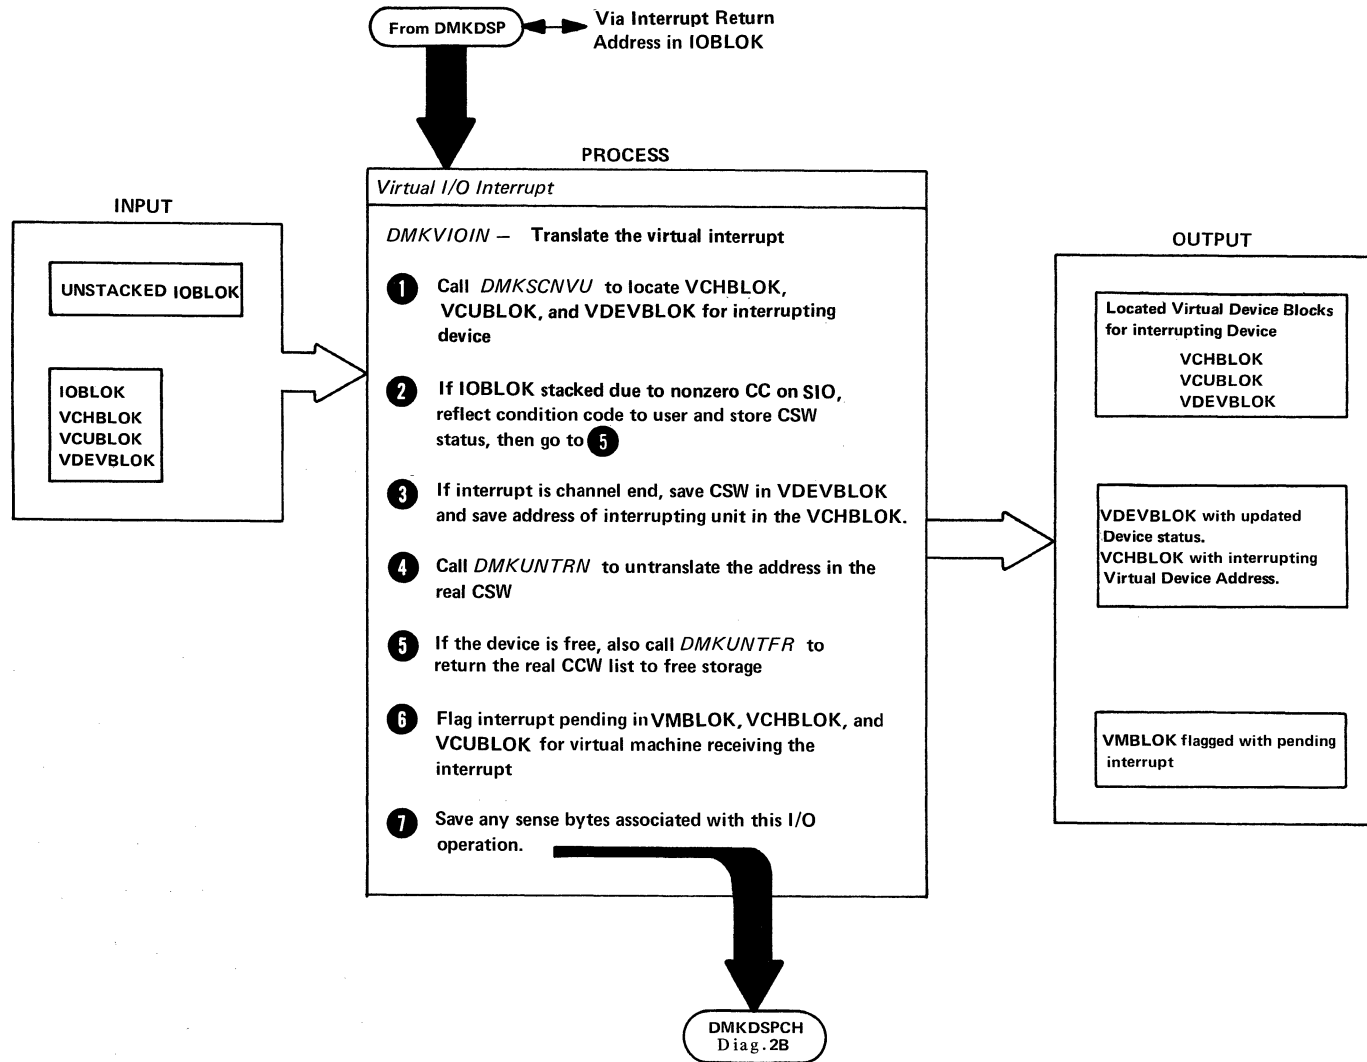 From DMKDSP
Via Interrupt Return
Address in IOBLOK
PROCESS
Virtual I/O Interrupt
INPUT
UNSTACKED IOBLOK
IOBLOK
VCHBLOK
VCUBLOK
VDEVBLOK
DMKVIOIN — Translate the virtual interrupt
1 Call DMKSCNVU to locate VCHBLOK,
VCUBLOK, and VDEVBLOK for interrupting
device
2 If IOBLOK stacked due to nonzero CC on SIO,
reflect condition code to user and store CSW
status, then go to 5
3 If interrupt is channel end, save CSW in VDEVBLOK
and save address of interrupting unit in the VCHBLOK.
4 Call DMKUNTRN to untranslate the address in the
real CSW
5 If the device is free, also call DMKUNTFR to
return the real CCW list to free storage
6 Flag interrupt pending in VMBLOK, VCHBLOK, and
VCUBLOK for virtual machine receiving the
interrupt
7 Save any sense bytes associated with this I/O
operation.
OUTPUT
Located Virtual Device Blocks
for interrupting Device
VCHBLOK
VCUBLOK
VDEVBLOK
VDEVBLOK with updated
Device status.
VCHBLOK with interrupting
Virtual Device Address.
VMBLOK flagged with pending
interrupt
DMKDSPCH
Diag.2B